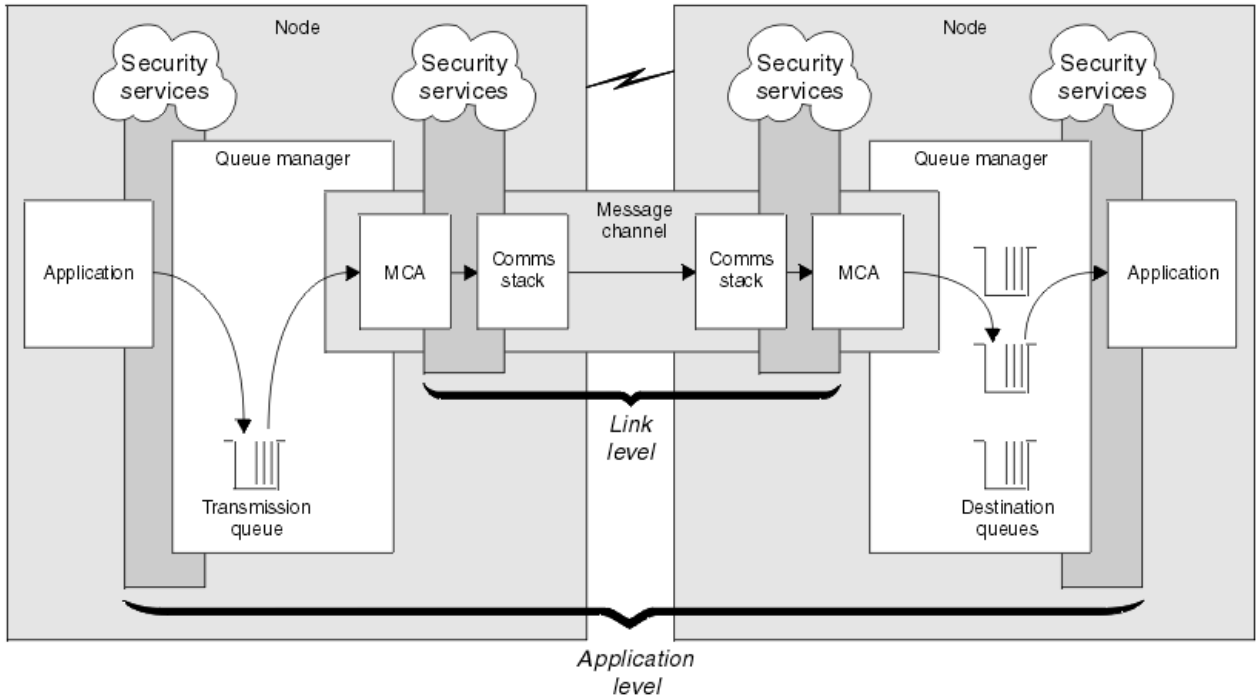 Node
Node
Security
services
Security
services
Security
services
Security
services
Queue manager
Queue manager
Message
channel
Application
MCA
Comms
stack
Comms
stack
MCA
Application
Link
level
Transmission
queue
Destination
queues
Application
level